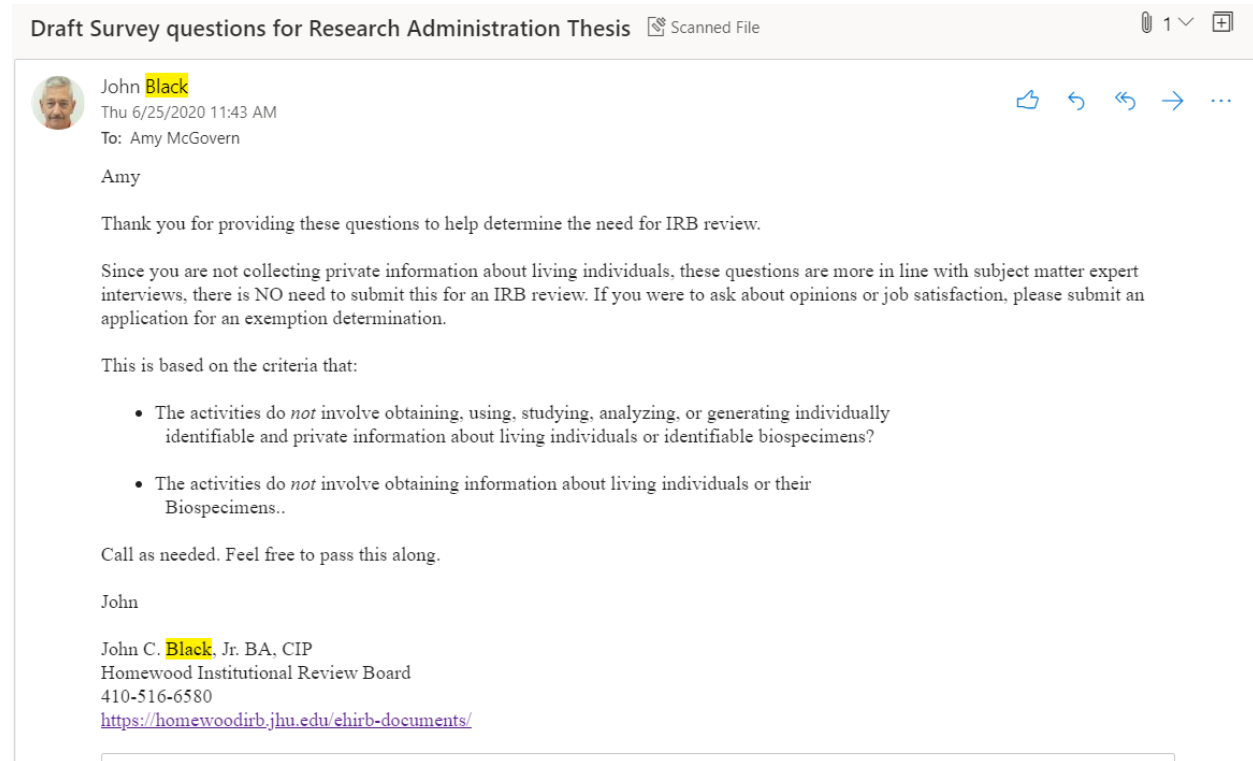 Draft Survey questions for Research Administration Thesis Scanned File 1
John Black
Thu 6/25/2020 11:43 AM
To: Amy McGovern
Amy
Thank you for providing these questions to help determine the need for IRB review.
Since you are not collecting private information about living individuals, these questions are more in line with subject matter expert
interviews, there is NO need to submit this for an IRB review. If you were to ask about opinions or job satisfaction, please submit an
application for an exemption determination.
This is based on the criteria that:
• The activities do not involve obtaining, using, studying, analyzing, or generating individually
identifiable and private information about living individuals or identifiable biospecimens?
• The activities do not involve obtaining information about living individuals or their
Biospecimens..
Call as needed. Feel free to pass this along.
John
John C. Black, Jr. BA, CIP
Homewood Institutional Review Board
410-516-6580
https://homewoodirb.jhu.edu/ehirb-documents/